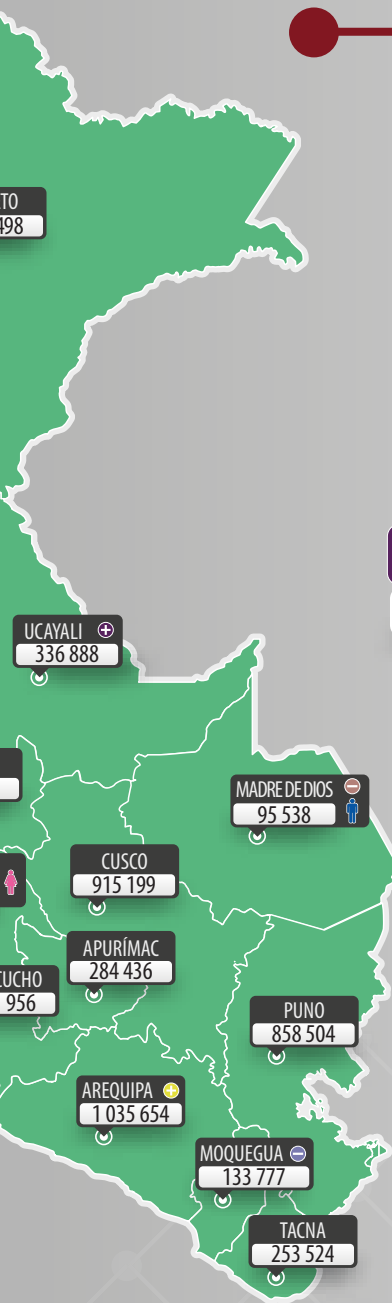 TO
498
UCAYALI
336 888
MADRE DE DIOS
95 538
CUSCO
915 199
APURÍMAC
284 436
CUCHO
956
PUNO
858 504
AREQUIPA
1 035 654
MOQUEGUA
133 777
TACNA
253 524